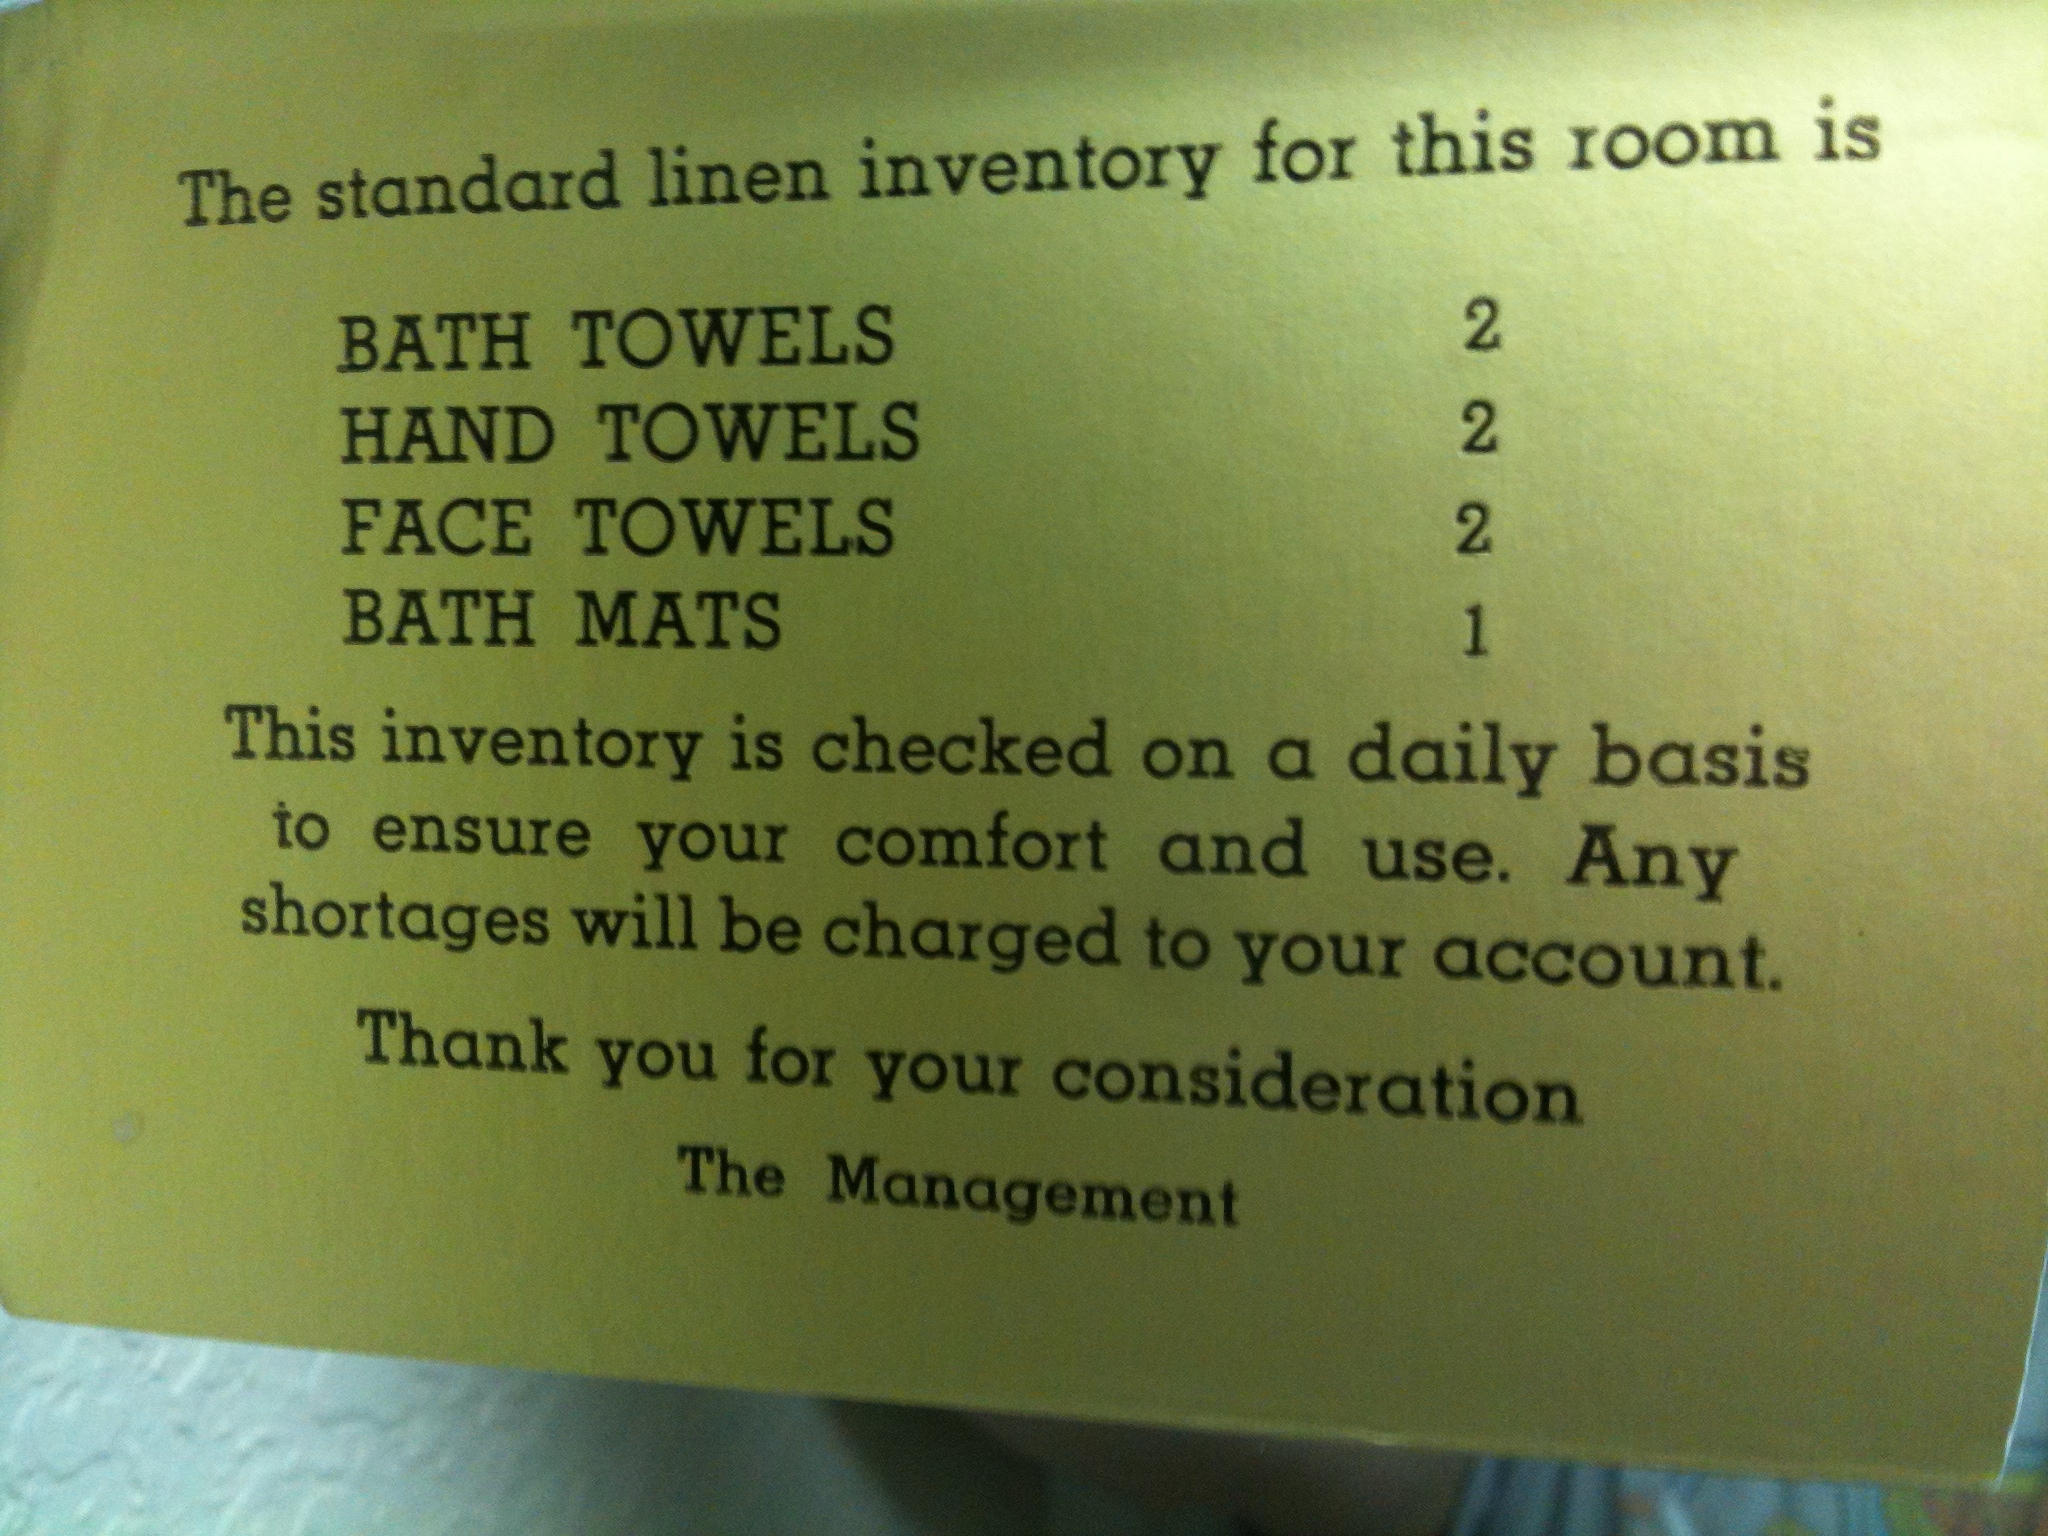 The standard linen inventory for this room is
BATH TOWELS 2
HAND TOWELS 2
FACE TOWELS 2
BATH MATS 1
This inventory is checked on a daily basis
to ensure your comfort and use. Any
shortages will be charged to your account.
Thank you for your consideration
The Management